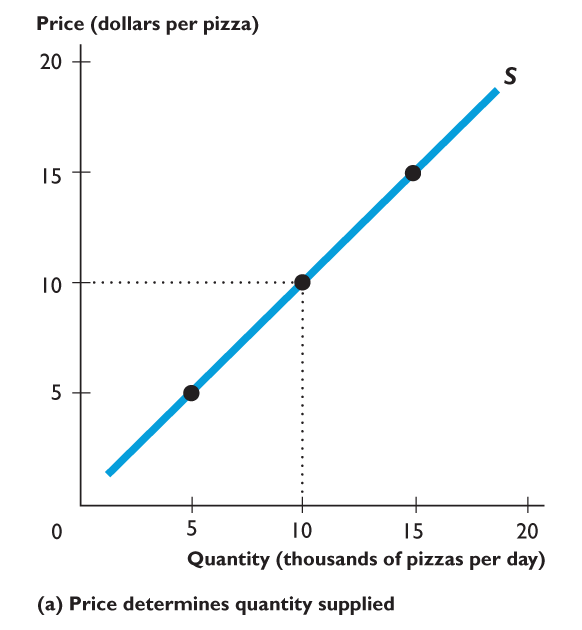 Price (dollars per pizza)
20
S
15
10
5
0
5
10
15
20
Quantity (thousands of pizzas per day)
(a) Price determines quantity supplied